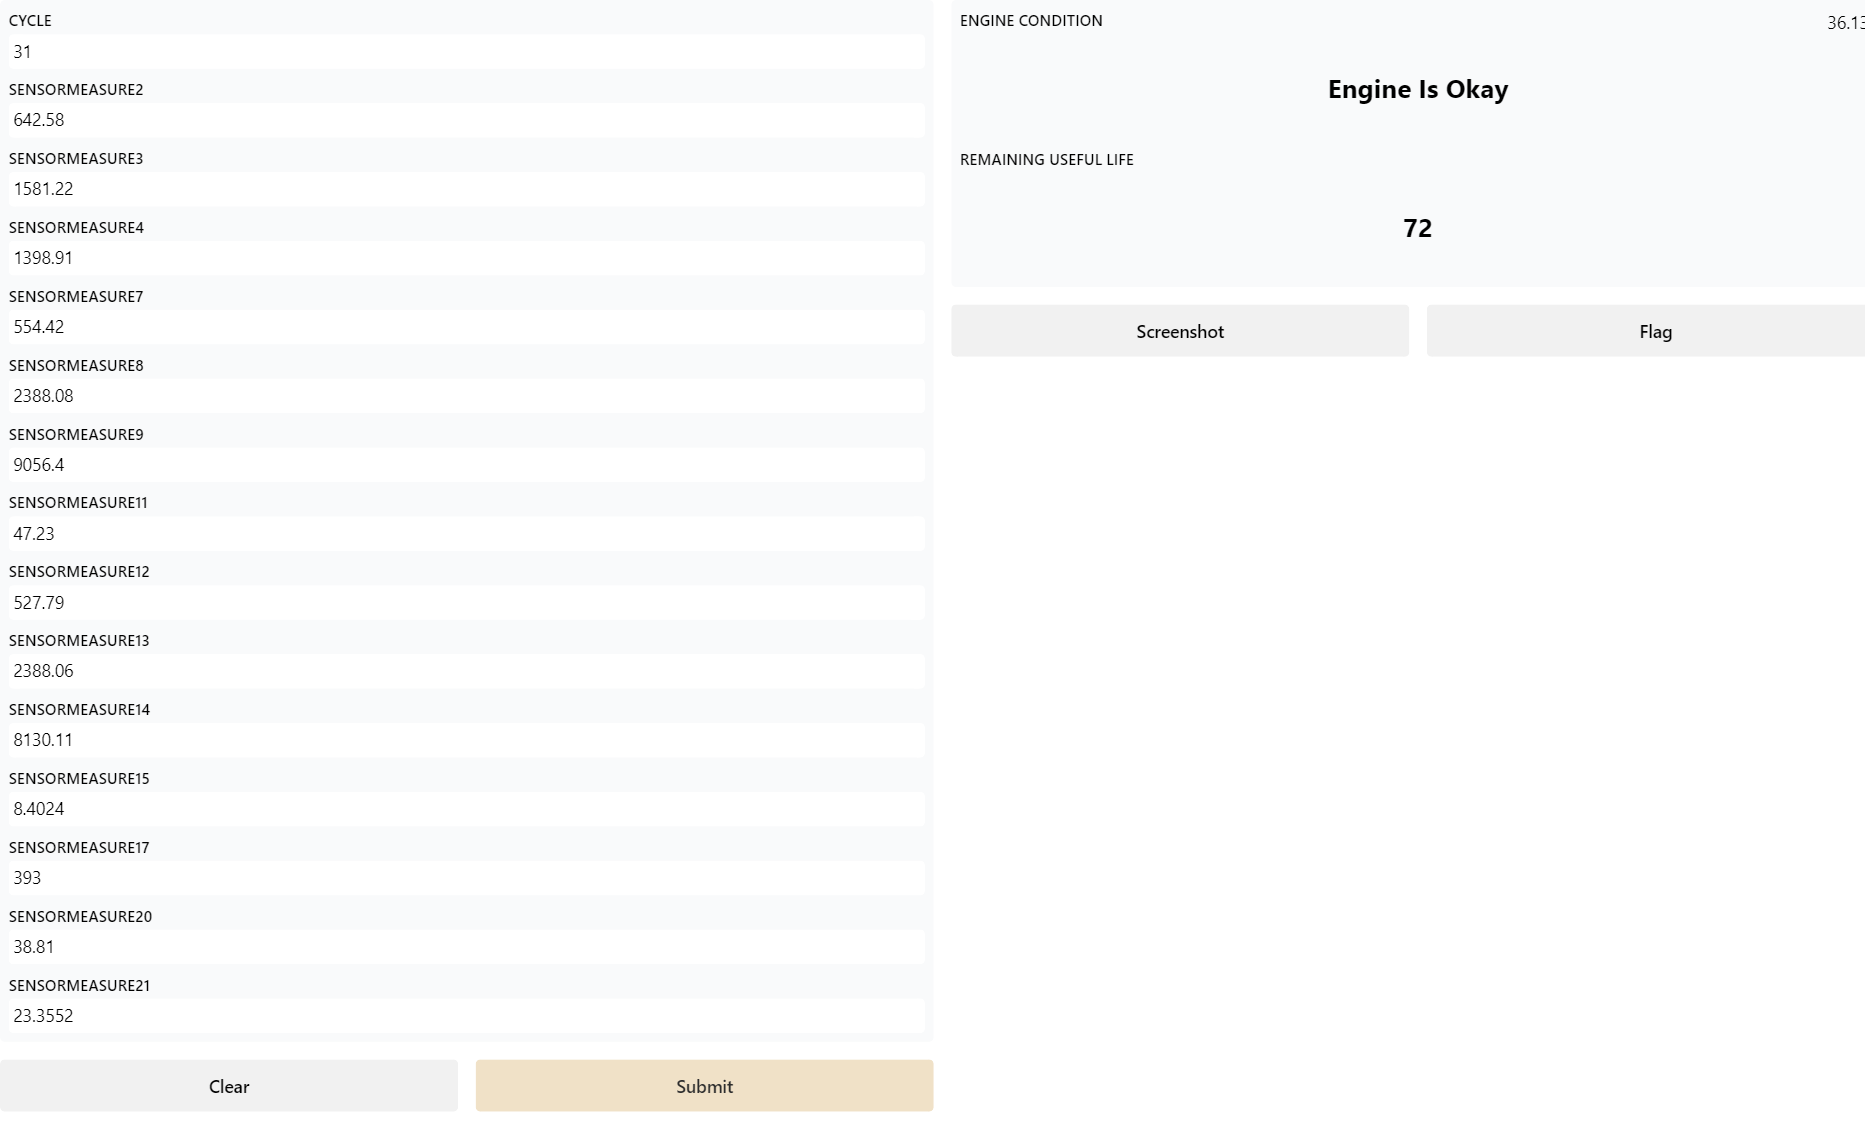 CYCLE
31
SENSORMEASURE2
642.58
SENSORMEASURE3
1581.22
SENSORMEASURE4
1398.91
SENSORMEASURE7
554.42
SENSORMEASURE8
2388.08
SENSORMEASURE9
9056.4
SENSORMEASURE11
47.23
SENSORMEASURE12
527.79
SENSORMEASURE13
2388.06
SENSORMEASURE14
8130.11
SENSORMEASURE15
8.4024
SENSORMEASURE17
393
SENSORMEASURE20
38.81
SENSORMEASURE21
23.3552
Clear
Submit
ENGINE CONDITION
36.13
Engine Is Okay
REMAINING USEFUL LIFE
72
Screenshot
Flag